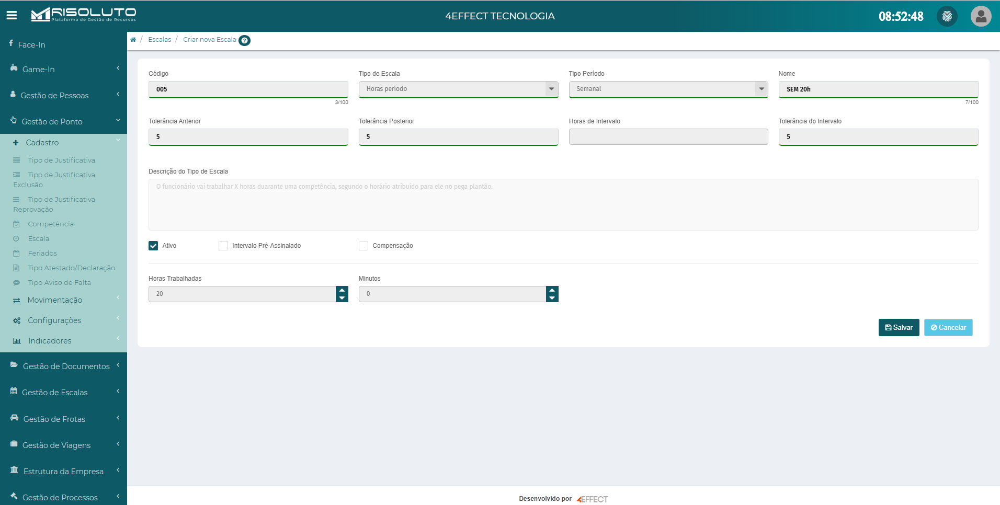 RISOLUTO
Plataforma de Gestão de Recursos
4EFFECT TECNOLOGIA
08:52:48
/ Escalas / Criar nova Escala ?
Face-In
Game-In
Gestão de Pessoas
Gestão de Ponto
Cadastro
Tipo de Justificativa
Tipo de Justificativa
Exclusão
Tipo de Justificativa
Reprovação
Competência
Escala
Feriados
Tipo Atestado/Declaração
Tipo Aviso de Falta
Movimentação
Configurações
Indicadores
Gestão de Documentos
Gestão de Escalas
Gestão de Frotas
Gestão de Viagens
Estrutura da Empresa
Gestão de Processos
Código
Tipo de Escala
Tipo Período
Nome
005
Horas período
Semanal
SEM 20h
3/100
7/100
Tolerância Anterior
Tolerância Posterior
Horas de Intervalo
Tolerância do Intervalo
5
5
5
Descrição do Tipo de Escala
O funcionário vai trabalhar X horas duarante uma competência, segundo o horário atribuído para ele no pega plantão.
Ativo
Intervalo Pré-Assinalado
Compensação
Horas Trabalhadas
Minutos
20
0
Salvar
Cancelar
Desenvolvido por 4EFFECT